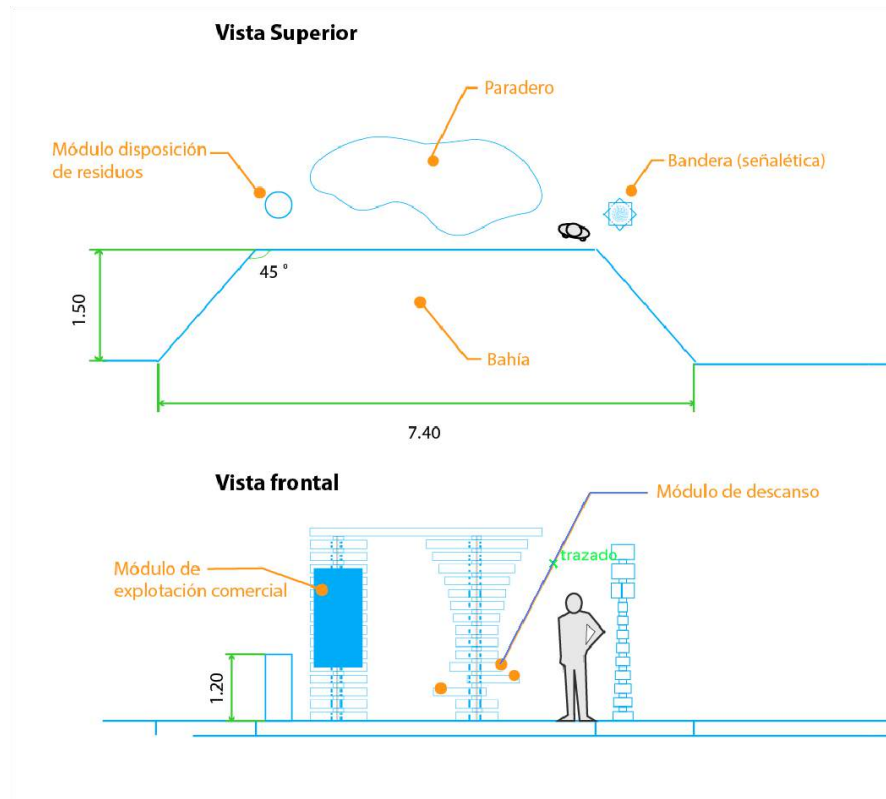 Vista Superior
Paradero
Módulo disposición
de residuos
Bandera (señalética)
45 °
1.50
Bahía
7.40
Vista frontal
Módulo de descanso
trazado
Módulo de
explotación comercial
1.20